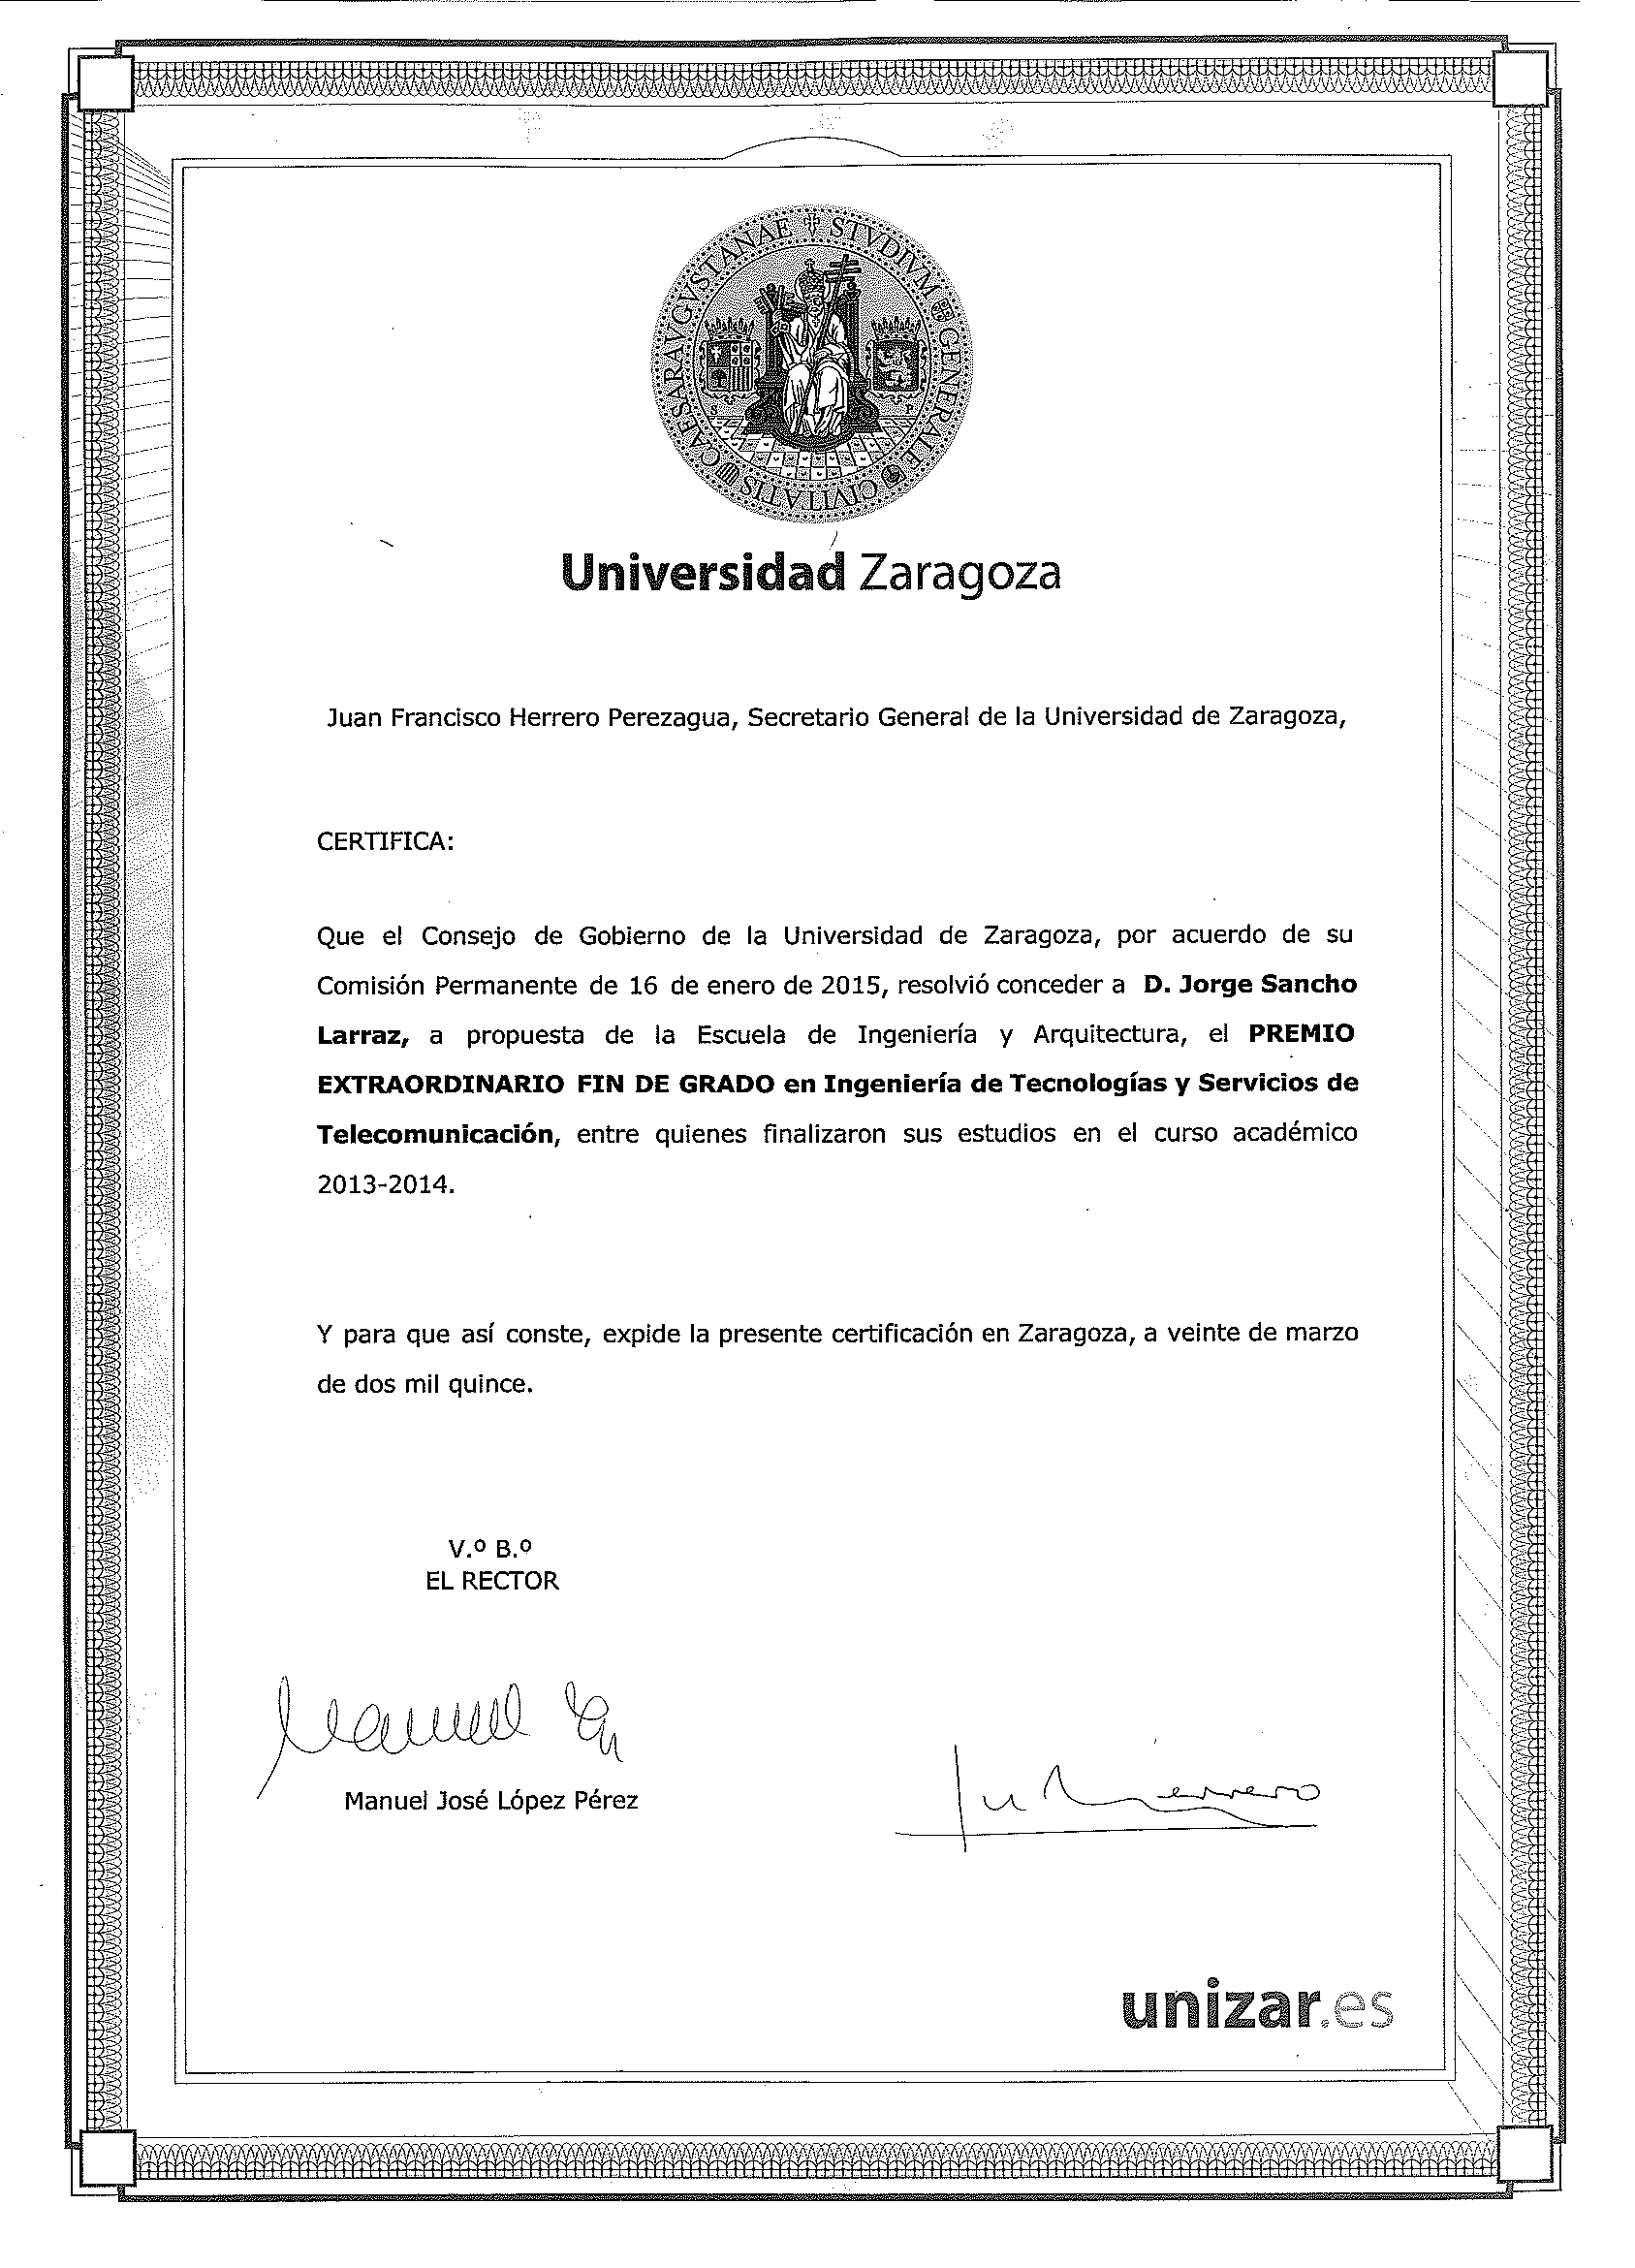 CAESARAVGVSTANAE STVDIVM GENERALE CIVITATIS
S P
Universidad Zaragoza
Juan Francisco Herrero Perezagua, Secretario General de la Universidad de Zaragoza,
CERTIFICA:
Que el Consejo de Gobierno de la Universidad de Zaragoza, por acuerdo de su
Comisión Permanente de 16 de enero de 2015, resolvió conceder a D. Jorge Sancho
Larraz, a propuesta de la Escuela de Ingeniería y Arquitectura, el PREMIO
EXTRAORDINARIO FIN DE GRADO en Ingeniería de Tecnologías y Servicios de
Telecomunicación, entre quienes finalizaron sus estudios en el curso académico
2013-2014.
Y para que así conste, expide la presente certificación en Zaragoza, a veinte de marzo
de dos mil quince.
V.º B.º
EL RECTOR
Manuel
Manuel José López Pérez
unizar.es